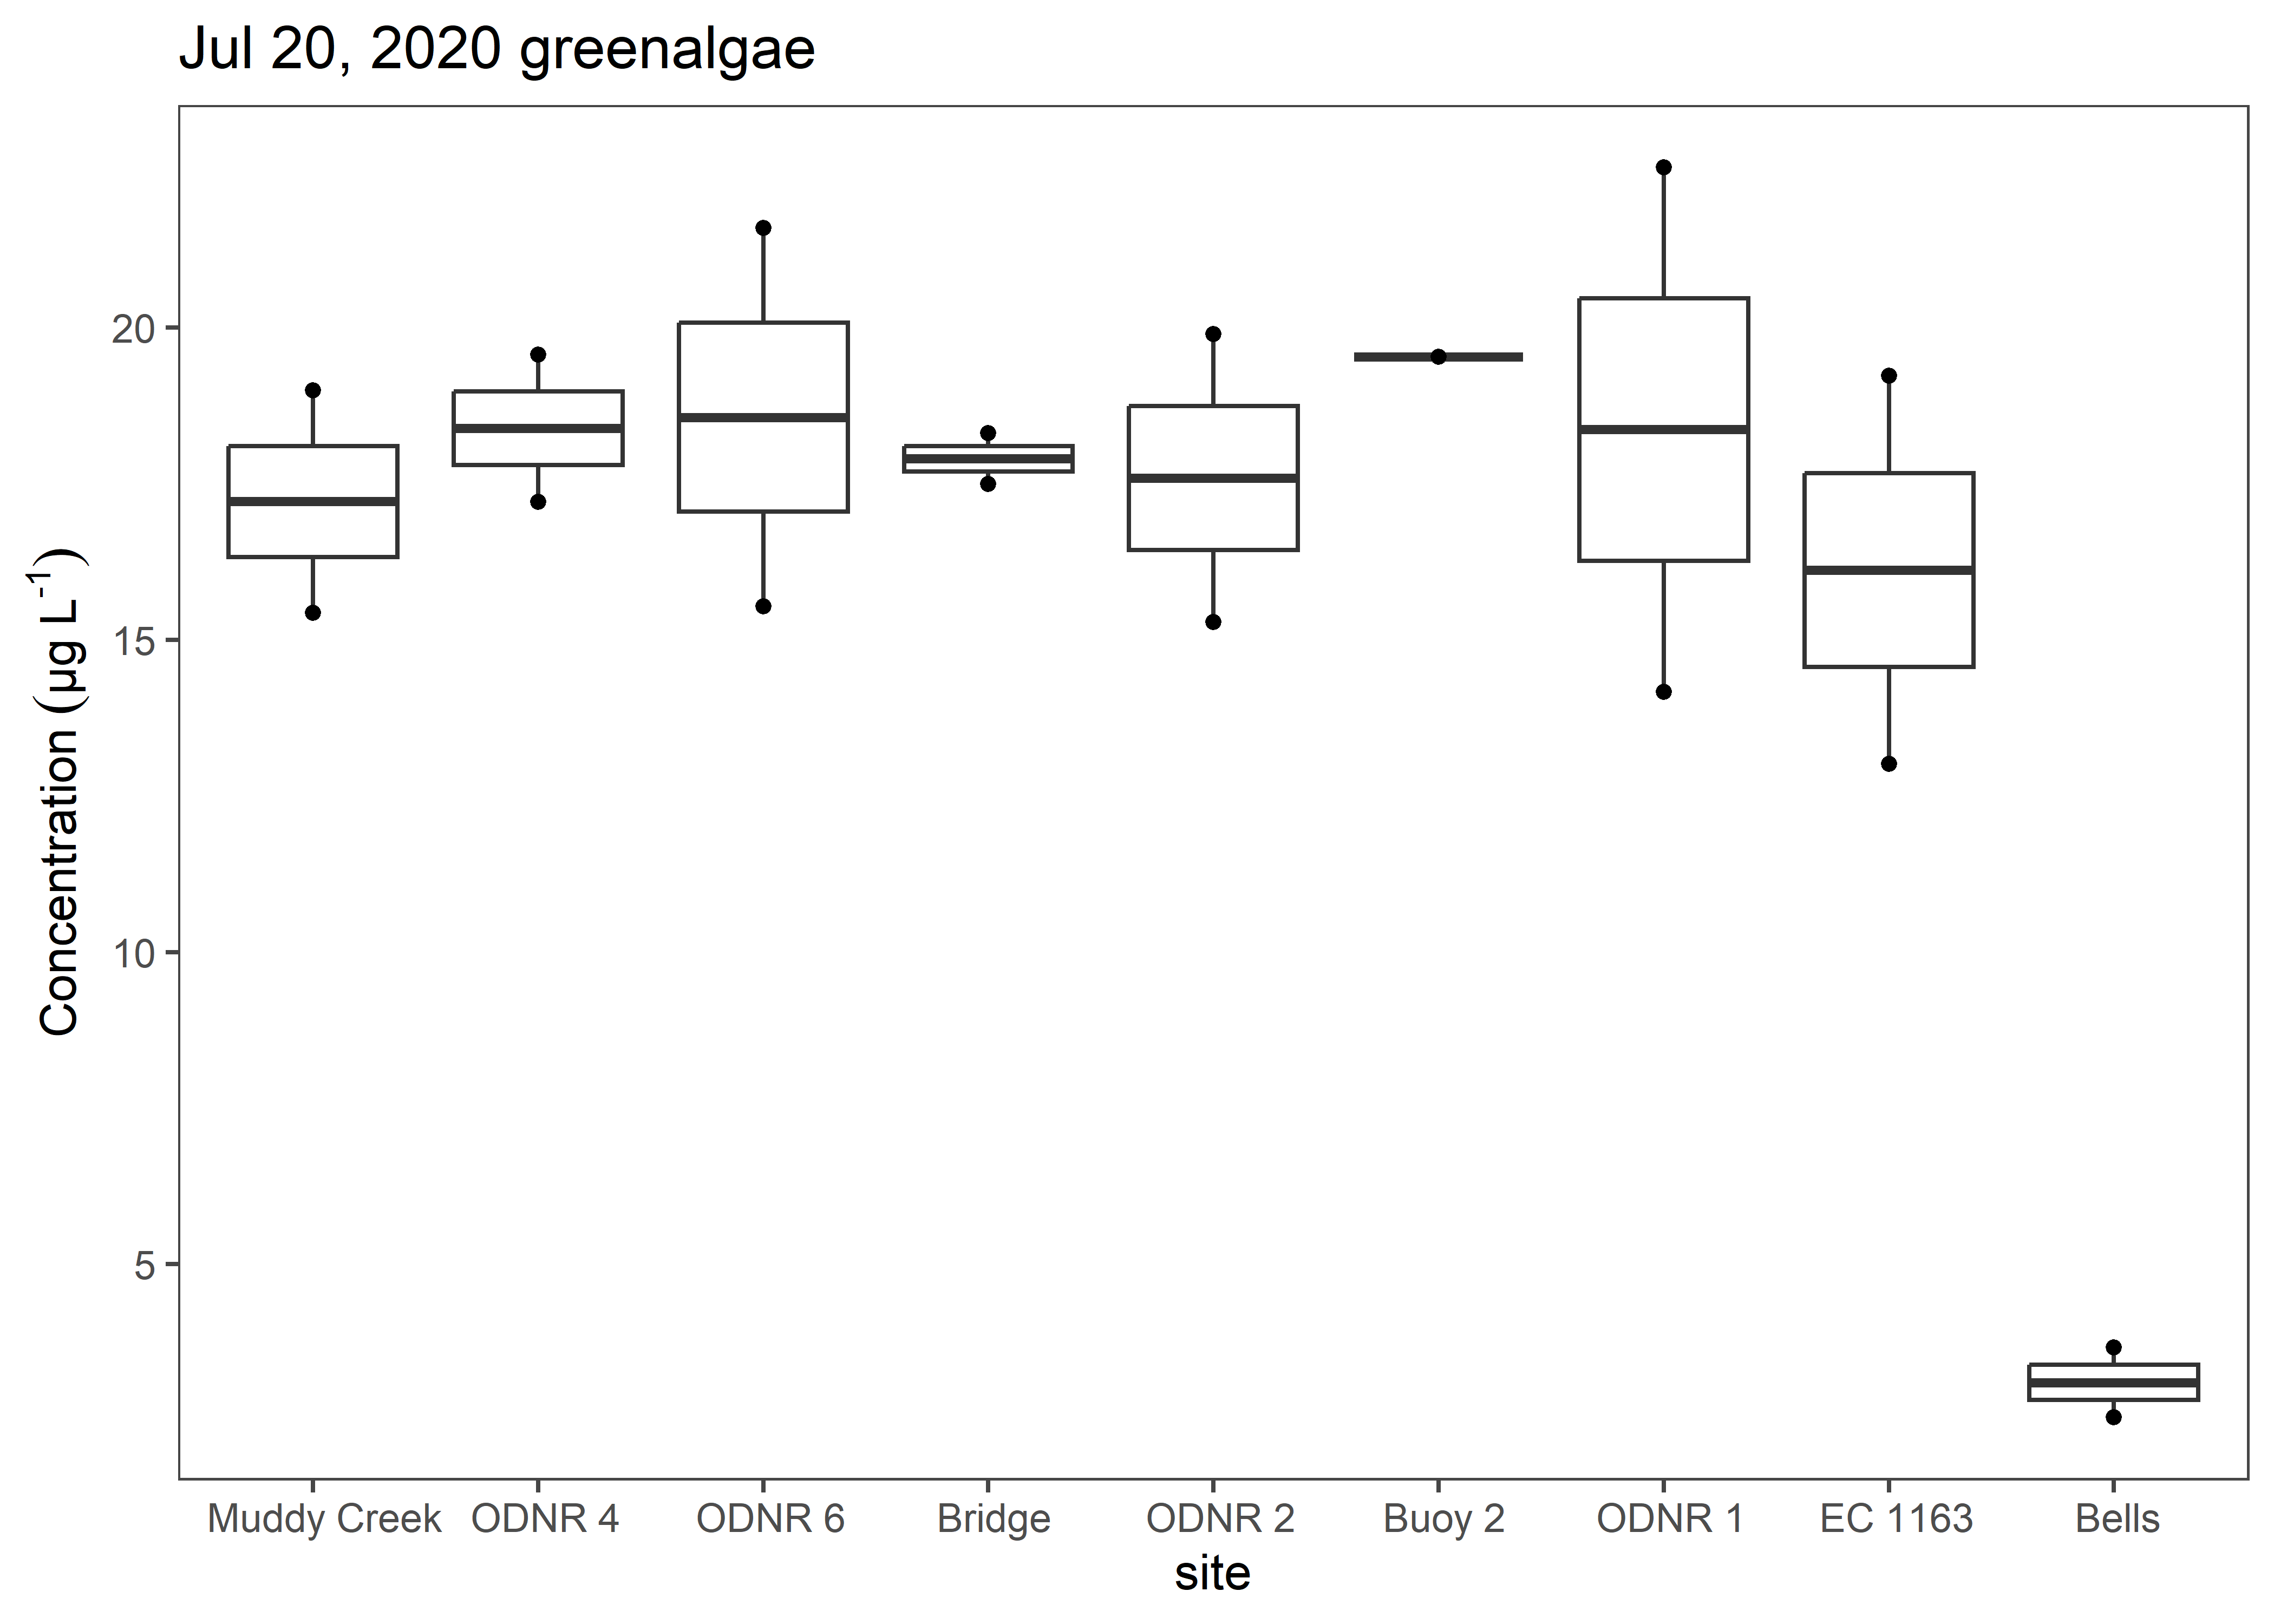 Jul 20, 2020 greenalgae
Concentration (µg L⁻¹)
20
15
10
5
Muddy Creek ODNR 4 ODNR 6 Bridge ODNR 2 Buoy 2 ODNR 1 EC 1163 Bells
site